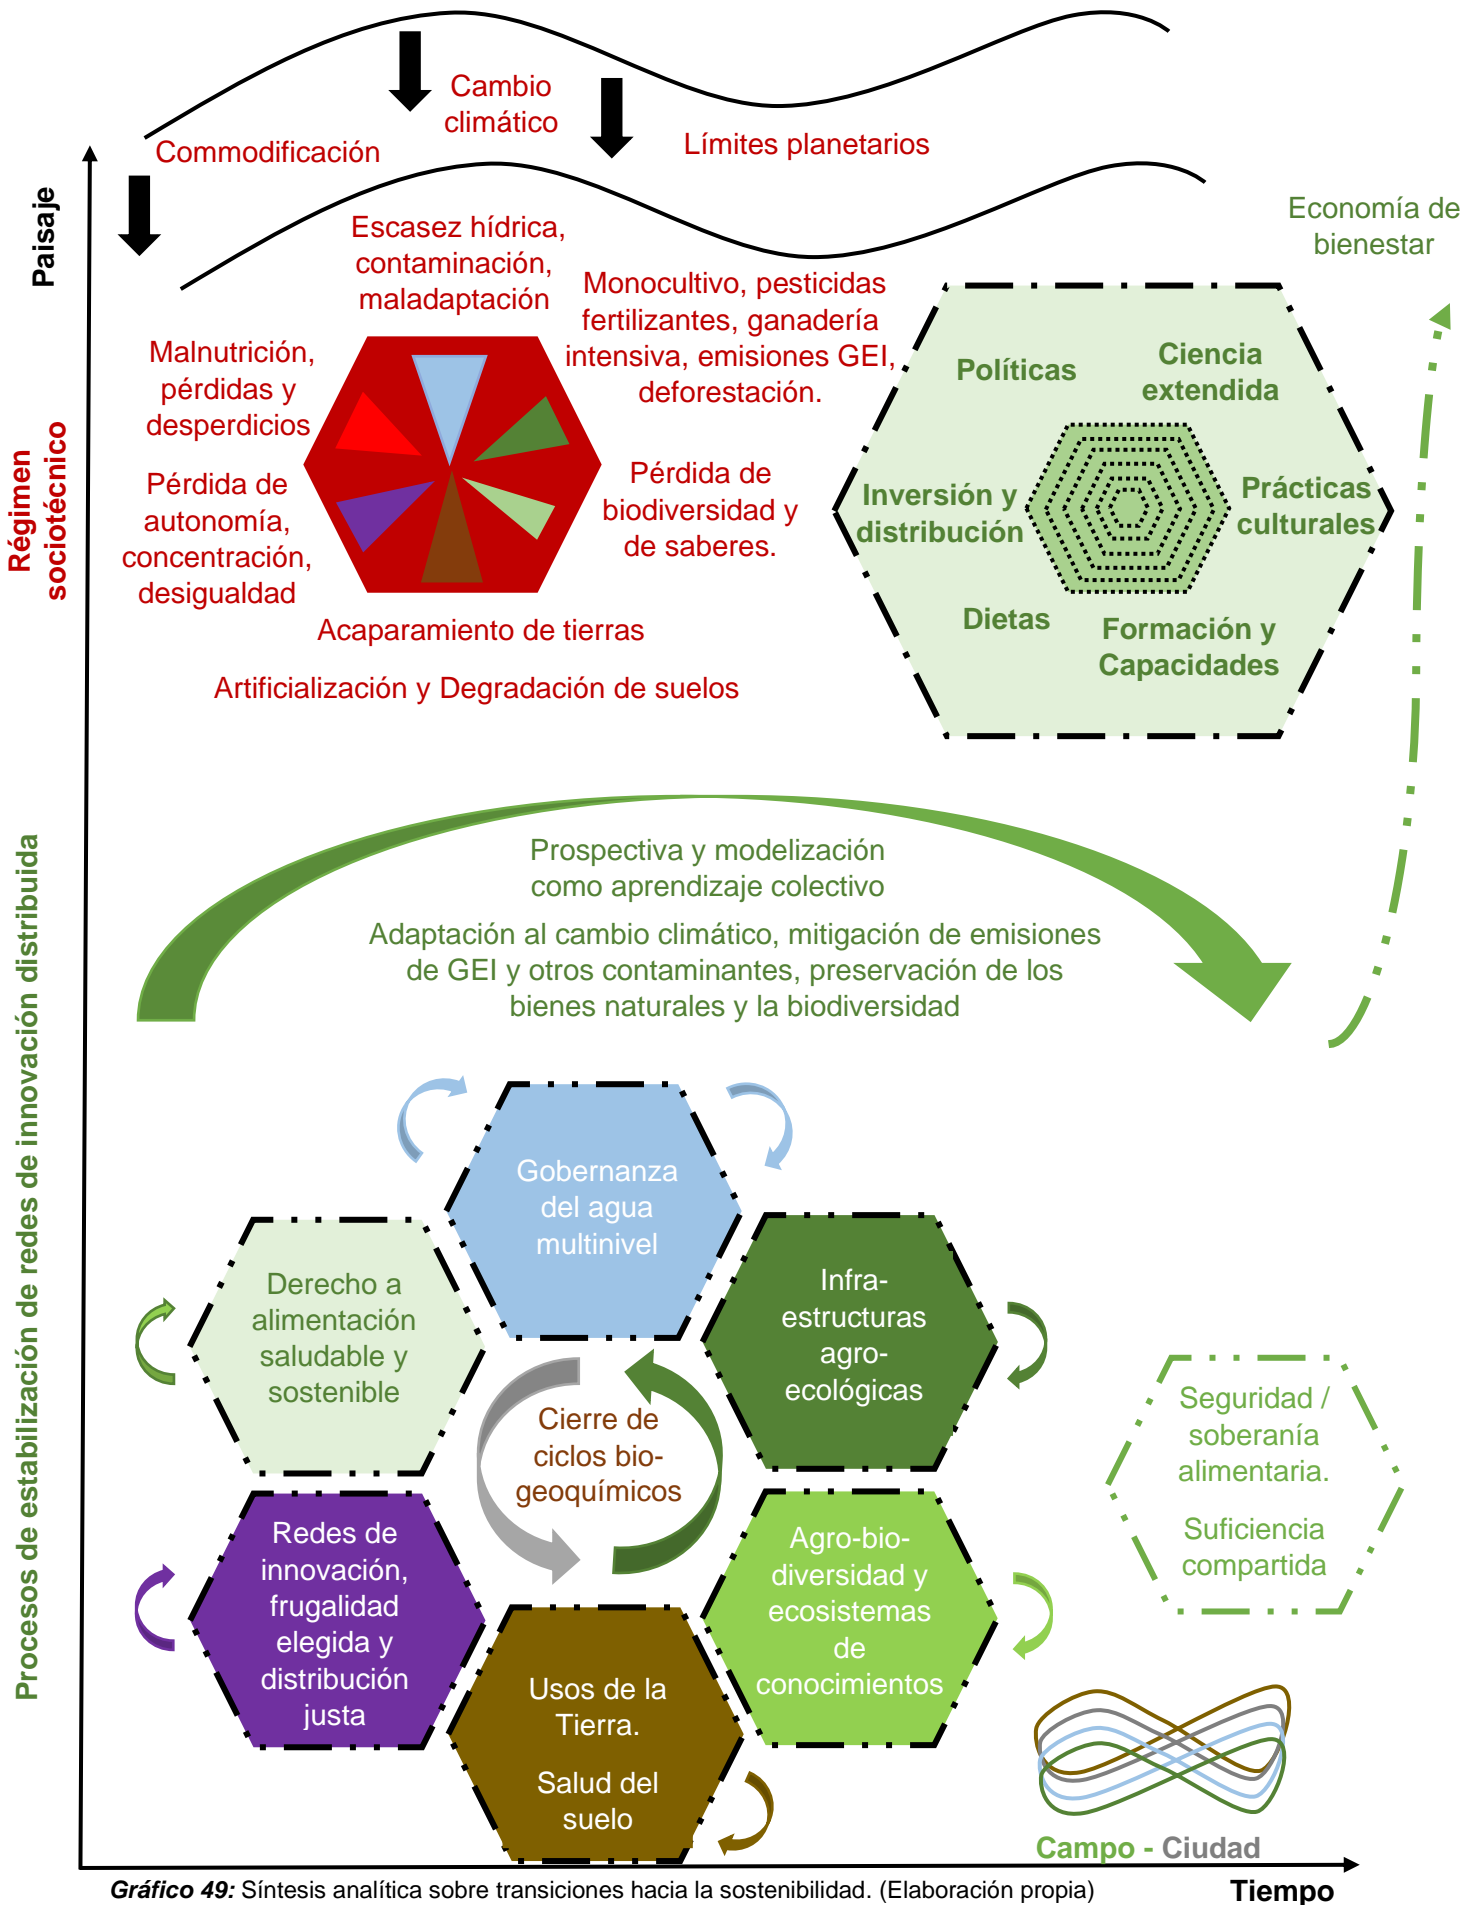 Cambio
climático
Commodificación
Límites planetarios
Paisaje
Economía de
bienestar
Escasez hídrica,
contaminación,
maladaptación
Monocultivo, pesticidas
fertilizantes, ganadería
intensiva, emisiones GEI,
deforestación.
Malnutrición,
pérdidas y
desperdicios
Régimen
sociotécnico
Pérdida de
autonomía,
concentración,
desigualdad
Pérdida de
biodiversidad y
de saberes.
Acaparamiento de tierras
Artificialización y Degradación de suelos
Políticas
Ciencia
extendida
Inversión y
distribución
Prácticas
culturales
Dietas
Formación y
Capacidades
Procesos de estabilización de redes de innovación distribuida
Prospectiva y modelización
como aprendizaje colectivo
Adaptación al cambio climático, mitigación de emisiones
de GEI y otros contaminantes, preservación de los
bienes naturales y la biodiversidad
Gobernanza
del agua
multinivel
Derecho a
alimentación
saludable y
sostenible
Infra-
estructuras
agro-
ecológicas
Cierre de
ciclos bio-
geoquímicos
Seguridad /
soberanía
alimentaria.
Suficiencia
compartida
Redes de
innovación,
frugalidad
elegida y
distribución
justa
Agro-bio-
diversidad y
ecosistemas
de
conocimientos
Usos de la
Tierra.
Salud del
suelo
Campo - Ciudad
Gráfico 49: Síntesis analítica sobre transiciones hacia la sostenibilidad. (Elaboración propia)
Tiempo